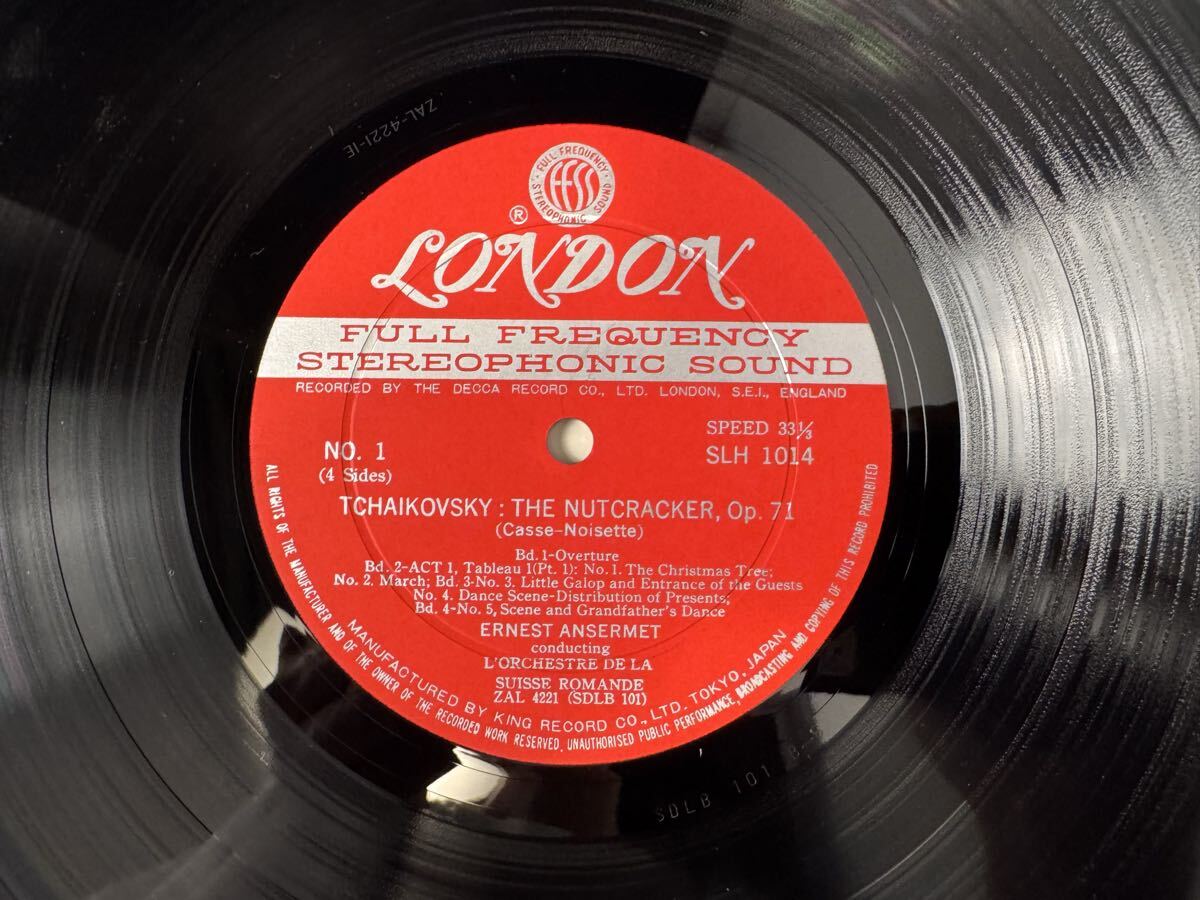 ZAL-4221-1E
FULL FREQUENCY
STEREOPHONIC SOUND
FFSS
®
LONDON
FULL FREQUENCY
STEREOPHONIC SOUND
RECORDED BY THE DECCA RECORD CO., LTD. LONDON, S.E.I., ENGLAND
SPEED 33⅓
NO. 1
SLH 1014
(4 Sides)
TCHAIKOVSKY : THE NUTCRACKER, Op. 71
(Casse-Noisette)
Bd. 1-Overture
Bd. 2-ACT 1, Tableau 1(Pt. 1): No. 1. The Christmas Tree;
No. 2, March; Bd. 3-No. 3. Little Galop and Entrance of the Guests
No. 4. Dance Scene-Distribution of Presents;
Bd. 4-No. 5, Scene and Grandfather's Dance
ERNEST ANSERMET
conducting
L'ORCHESTRE DE LA
SUISSE ROMANDE
ZAL 4221 (SDLB 101)
MANUFACTURED BY KING RECORD CO., LTD. TOKYO, JAPAN
ALL RIGHTS OF THE MANUFACTURER AND OF THE OWNER OF THE RECORDED WORK RESERVED, UNAUTHORISED PUBLIC PERFORMANCE, BROADCASTING AND COPYING OF THIS RECORD PROHIBITED
SDLB 101